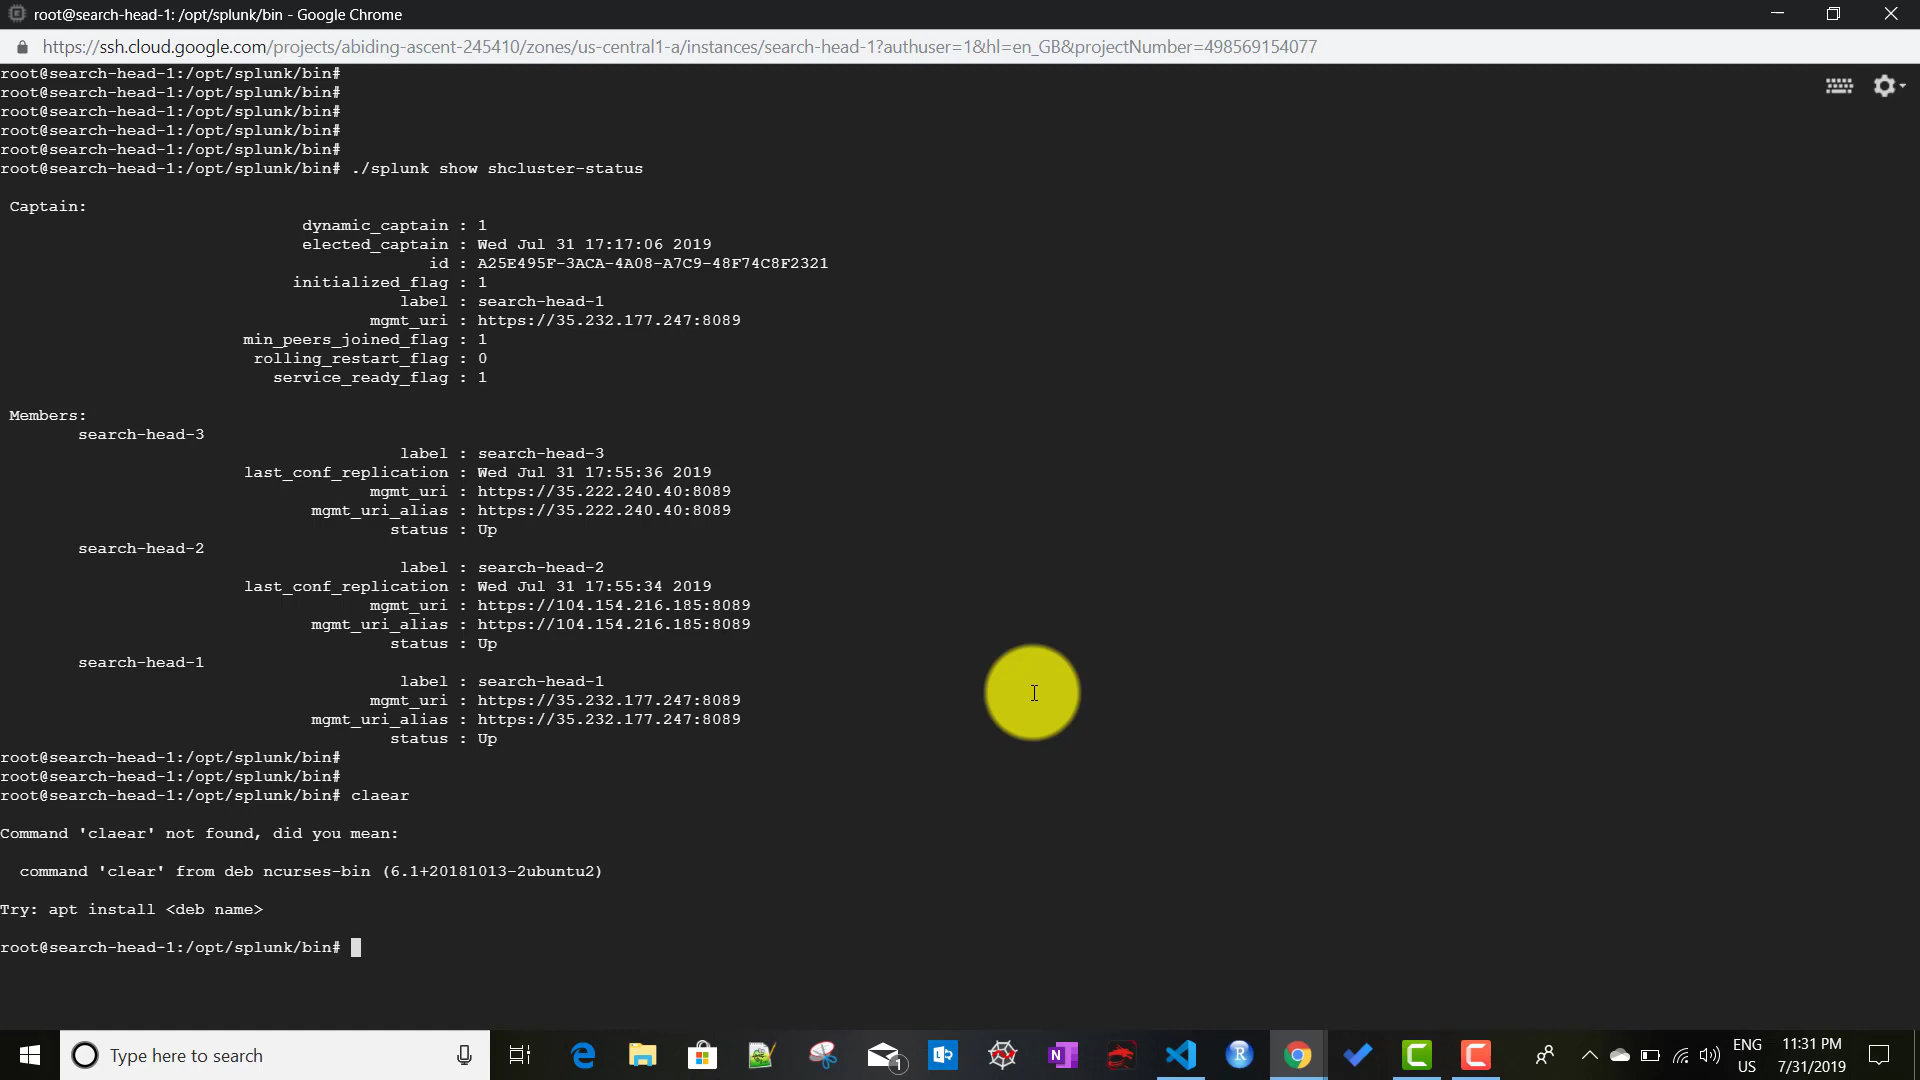 root@search-head-1: /opt/splunk/bin - Google Chrome
https://ssh.cloud.google.com/projects/abiding-ascent-245410/zones/us-central1-a/instances/search-head-1?authuser=1&hl=en_GB&projectNumber=498569154077
root@search-head-1:/opt/splunk/bin#
root@search-head-1:/opt/splunk/bin#
root@search-head-1:/opt/splunk/bin#
root@search-head-1:/opt/splunk/bin#
root@search-head-1:/opt/splunk/bin#
root@search-head-1:/opt/splunk/bin# ./splunk show shcluster-status
Captain:
dynamic_captain : 1
elected_captain : Wed Jul 31 17:17:06 2019
id : A25E495F-3ACA-4A08-A7C9-48F74C8F2321
initialized_flag : 1
label : search-head-1
mgmt_uri : https://35.232.177.247:8089
min_peers_joined_flag : 1
rolling_restart_flag : 0
service_ready_flag : 1
Members:
search-head-3
label : search-head-3
last_conf_replication : Wed Jul 31 17:55:36 2019
mgmt_uri : https://35.222.240.40:8089
mgmt_uri_alias : https://35.222.240.40:8089
status : Up
search-head-2
label : search-head-2
last_conf_replication : Wed Jul 31 17:55:34 2019
mgmt_uri : https://104.154.216.185:8089
mgmt_uri_alias : https://104.154.216.185:8089
status : Up
search-head-1
label : search-head-1
mgmt_uri : https://35.232.177.247:8089
mgmt_uri_alias : https://35.232.177.247:8089
status : Up
root@search-head-1:/opt/splunk/bin#
root@search-head-1:/opt/splunk/bin#
root@search-head-1:/opt/splunk/bin# claear
Command 'claear' not found, did you mean:
command 'clear' from deb ncurses-bin (6.1+20181013-2ubuntu2)
Try: apt install <deb name>
root@search-head-1:/opt/splunk/bin#
Type here to search
1
ENG
US
11:31 PM
7/31/2019